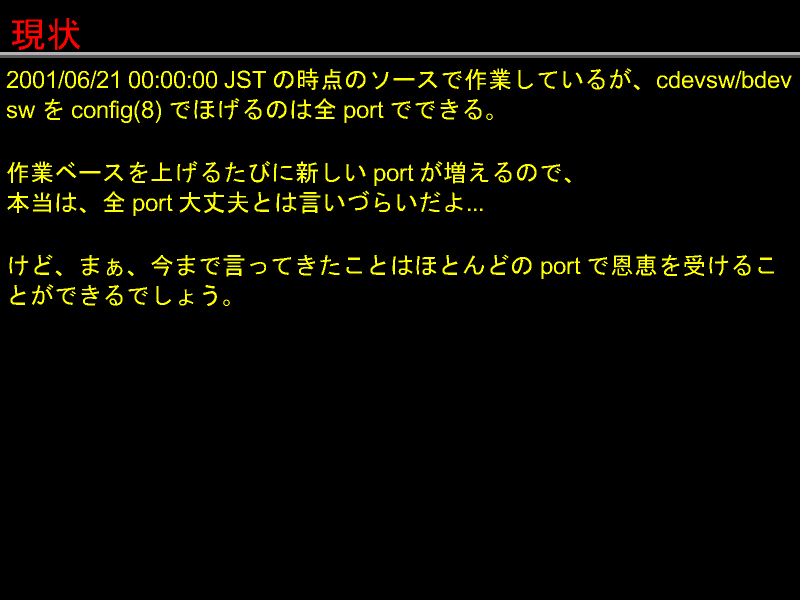 現状
2001/06/21 00:00:00 JST の時点のソースで作業しているが、cdevsw/bdev
sw を config(8) でほげるのは全 port でできる。
作業ベースを上げるたびに新しい port が増えるので、
本当は、全 port 大丈夫とは言いづらいだよ...
けど、まぁ、今まで言ってきたことはほとんどの port で恩恵を受けるこ
とができるでしょう。